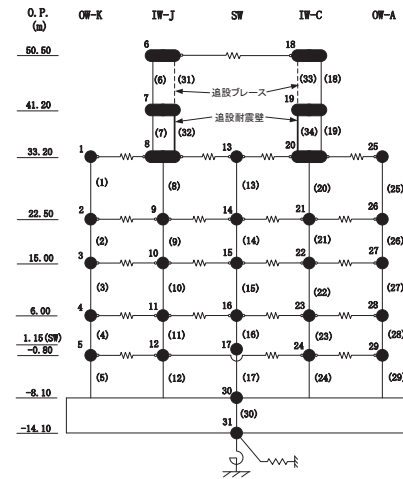 O.P. OW-K IW-J SW IW-C OW-A
(m)
50.50 6 18
(6) (31) (33) (18)
追設ブレース
41.20 7 19
追設耐震壁
(7) (32) (34) (19)
33.20 1 8 13 20 25
(1) (8) (13) (20) (25)
22.50 2 9 14 21 26
(2) (9) (14) (21) (26)
15.00 3 10 15 22 27
(3) (10) (15) (22) (27)
6.00 4 11 16 23 28
(4) (11) (16) (23) (28)
1.15(SW) 17
-0.80 5 12 24 29
(5) (12) (17) (24) (29)
-8.10 30
(30)
-14.10 31